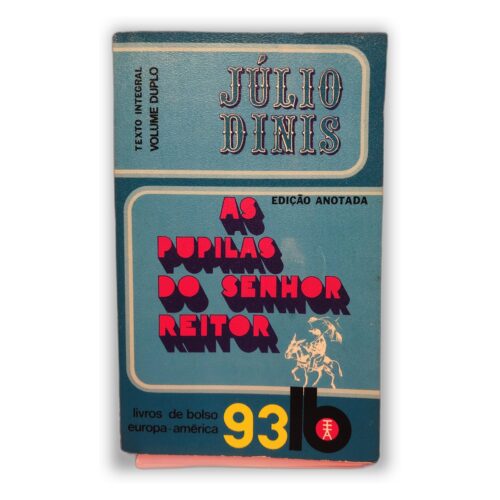 TEXTO INTEGRAL
VOLUME DUPLO
JÚLIO
DINIS
EDIÇÃO ANOTADA
AS
PUPILAS
DO SENHOR
REITOR
livros de bolso
europa-américa
93
lb